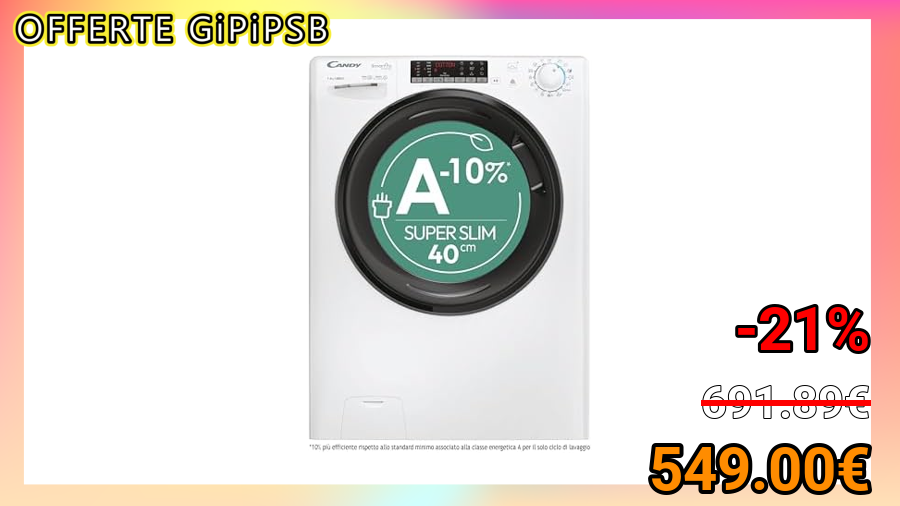 OFFERTE GiPiPSB
CANDY
COTTON
A-10%*
SUPER SLIM
40cm
-21%
691.89€
549.00€
*10% più efficiente rispetto allo standard minimo associato alla classe energetica A per il solo ciclo di lavaggio